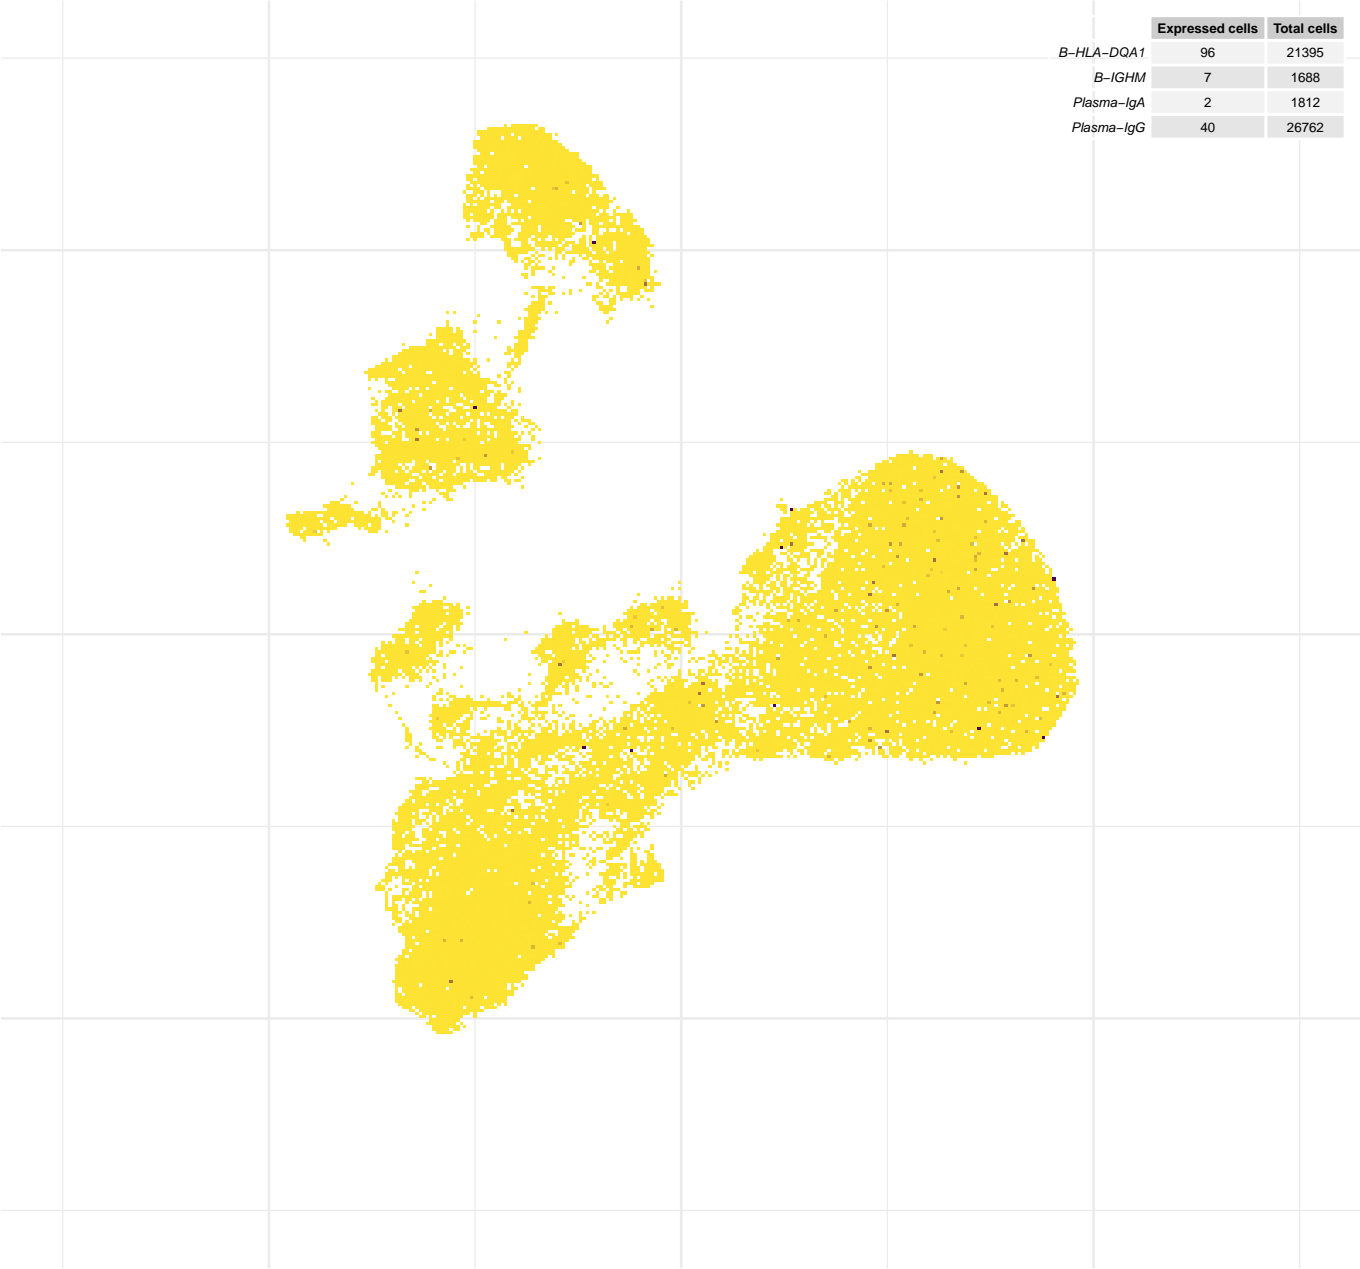 Expressed cells Total cells
B−HLA−DQA1 96 21395
B−IGHM 7 1688
Plasma−IgA 2 1812
Plasma−IgG 40 26762